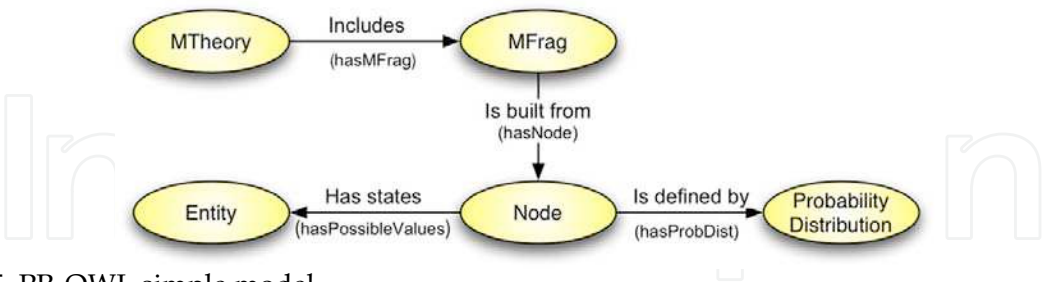 MTheory
Includes
(hasMFrag)
MFrag
Is built from
(hasNode)
Entity
Has states
(hasPossibleValues)
Node
Is defined by
(hasProbDist)
Probability
Distribution
PR-OWL simple model